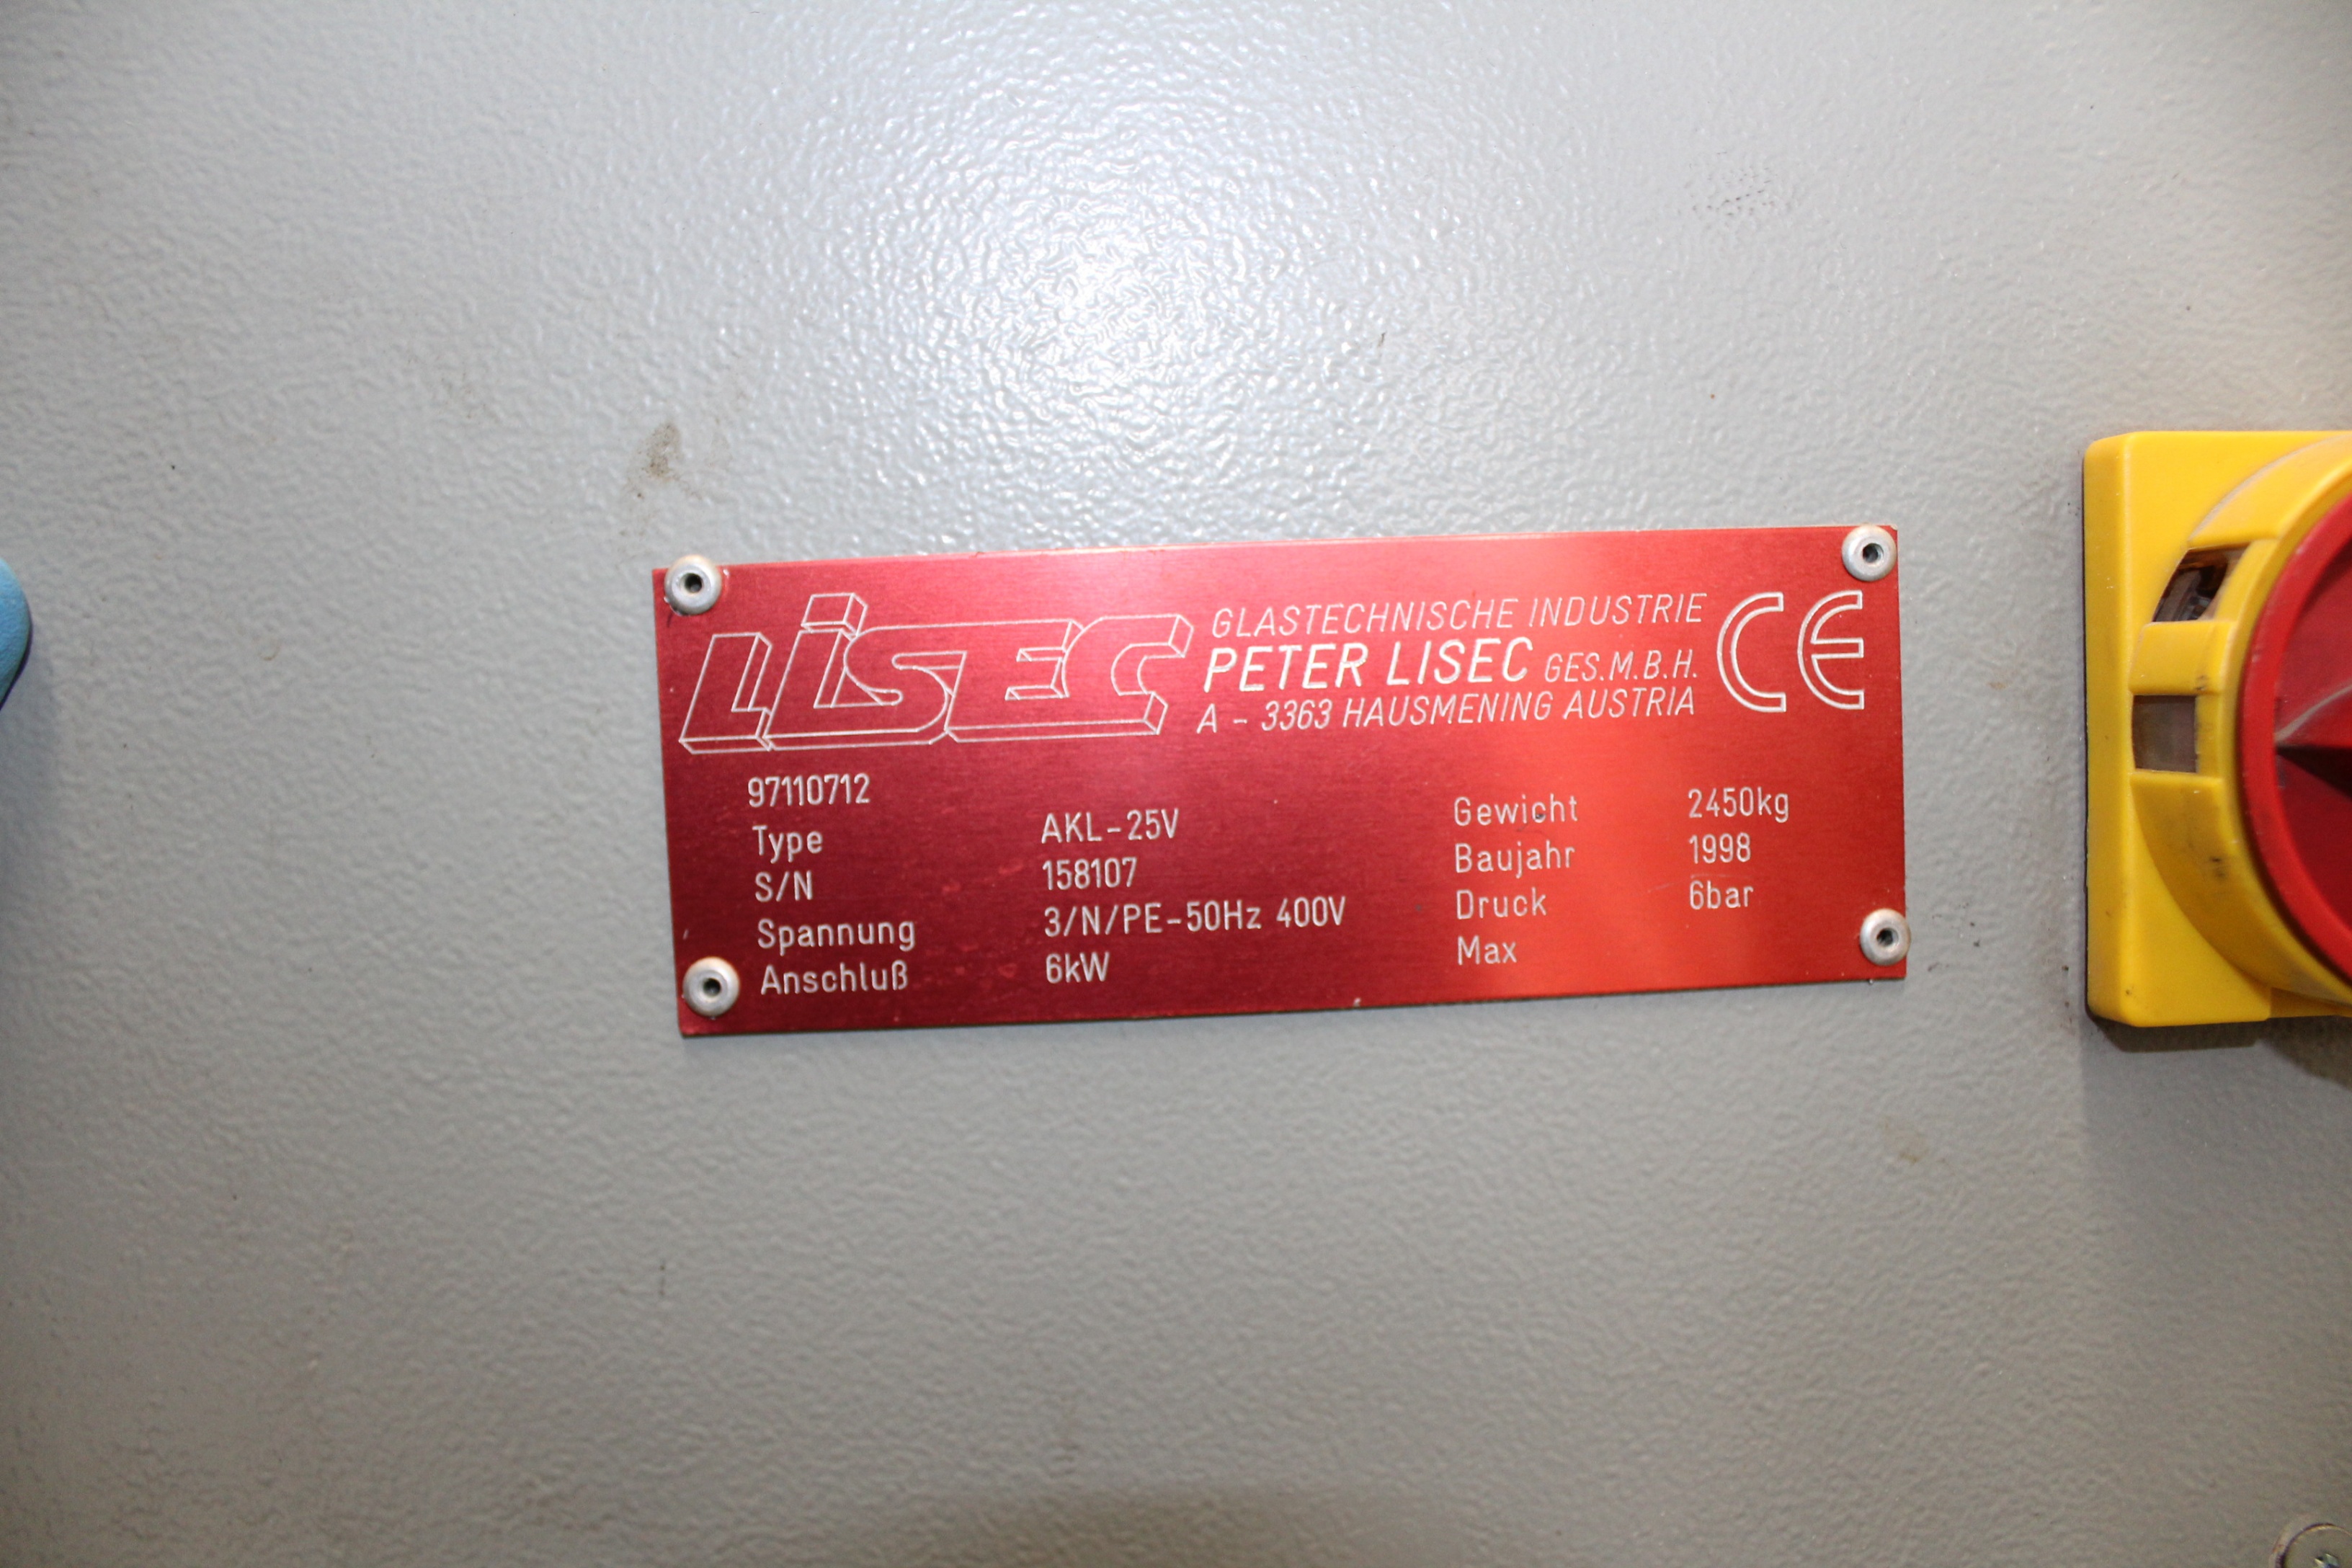 LiSEC
GLASTECHNISCHE INDUSTRIE
PETER LISEC GES.M.B.H.
A - 3363 HAUSMENING AUSTRIA
CE
97110712
Type AKL-25V
S/N 158107
Spannung 3/N/PE-50Hz 400V
Anschluß 6kW
Gewicht 2450kg
Baujahr 1998
Druck 6bar
Max